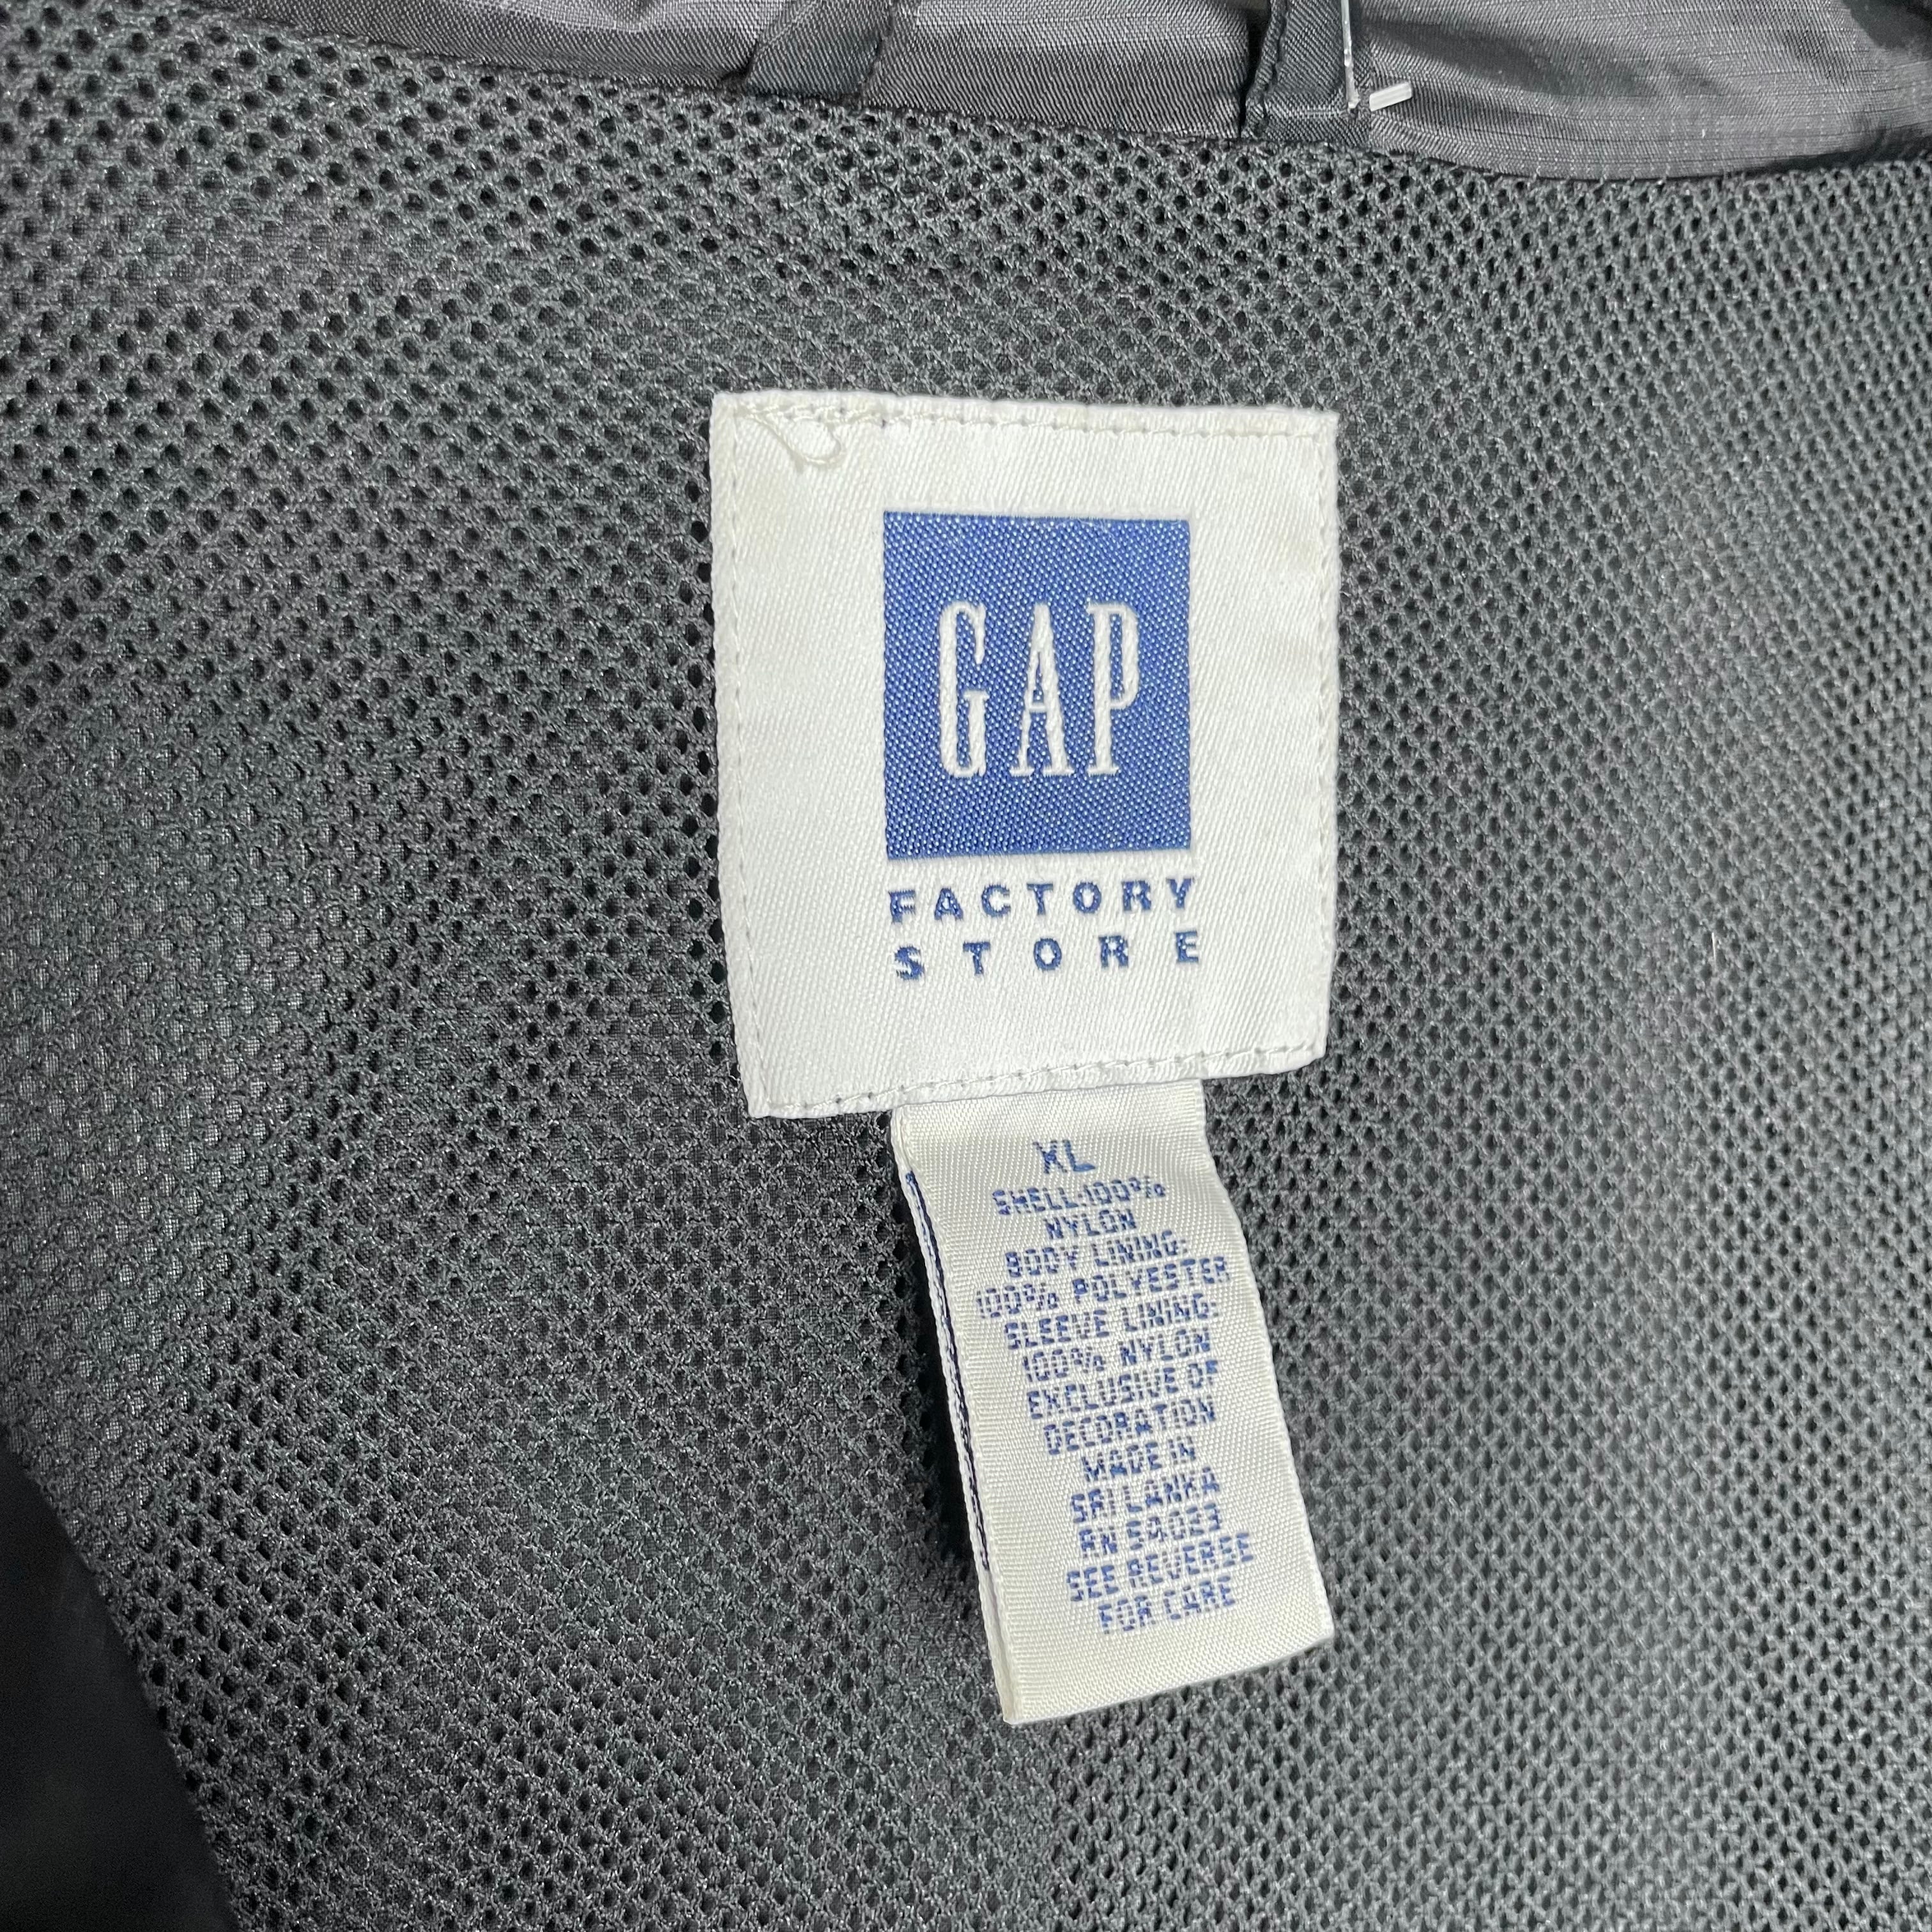 GAP
FACTORY
STORE
XL
SHELL:100%
NYLON
BODY LINING:
100% POLYESTER
SLEEVE LINING:
100% NYLON
EXCLUSIVE OF
DECORATION
MADE IN
SRI LANKA
RN 54023
SEE REVERSE
FOR CARE